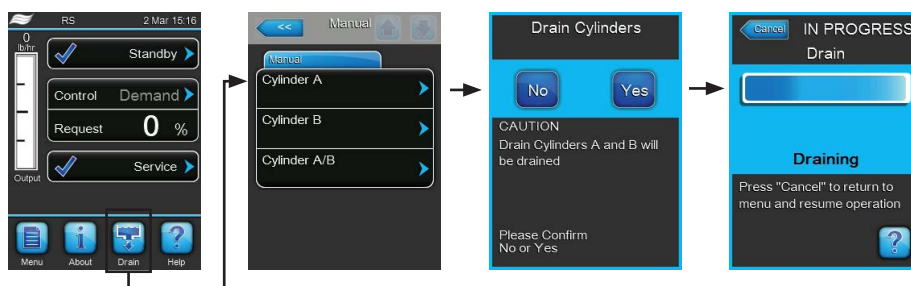 RS 2 Mar 15:16
0
lb/hr
Standby
Control Demand
Request 0 %
Service
Output
Menu About Drain Help
<< Manual
Manual
Cylinder A
Cylinder B
Cylinder A/B
Drain Cylinders
No Yes
CAUTION
Drain Cylinders A and B will
be drained
Please Confirm
No or Yes
Cancel IN PROGRESS
Drain
Draining
Press "Cancel" to return to
menu and resume operation
?